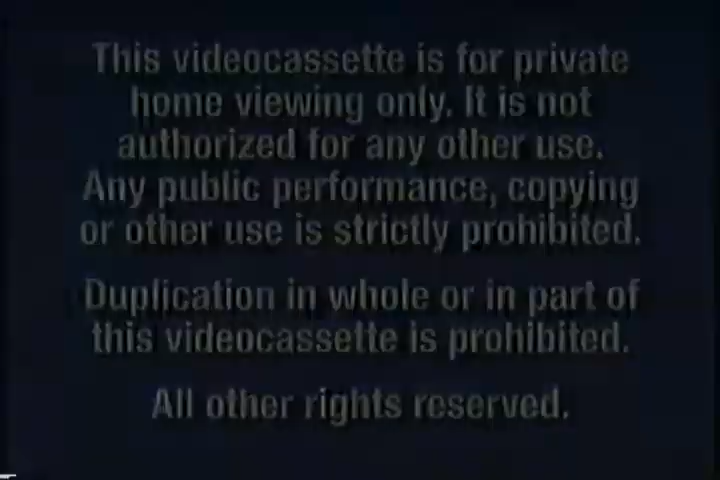 This videocassette is for private
home viewing only. It is not
authorized for any other use.
Any public performance, copying
or other use is strictly prohibited.
Duplication in whole or in part of
this videocassette is prohibited.
All other rights reserved.